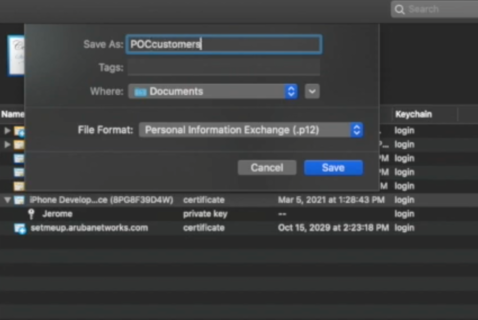 Search
Save As: POCcustomers
Tags:
Where: Documents
Name
Keychain
File Format: Personal Information Exchange (.p12)
login
P... login
PM login
Cancel Save
login
M login
iPhone Develop...ce (8PG8F39D4W) certificate Mar 5, 2021 at 1:28:43 PM login
Jerome private key -- login
setmeup.arubanetworks.com certificate Oct 15, 2029 at 2:23:18 PM login